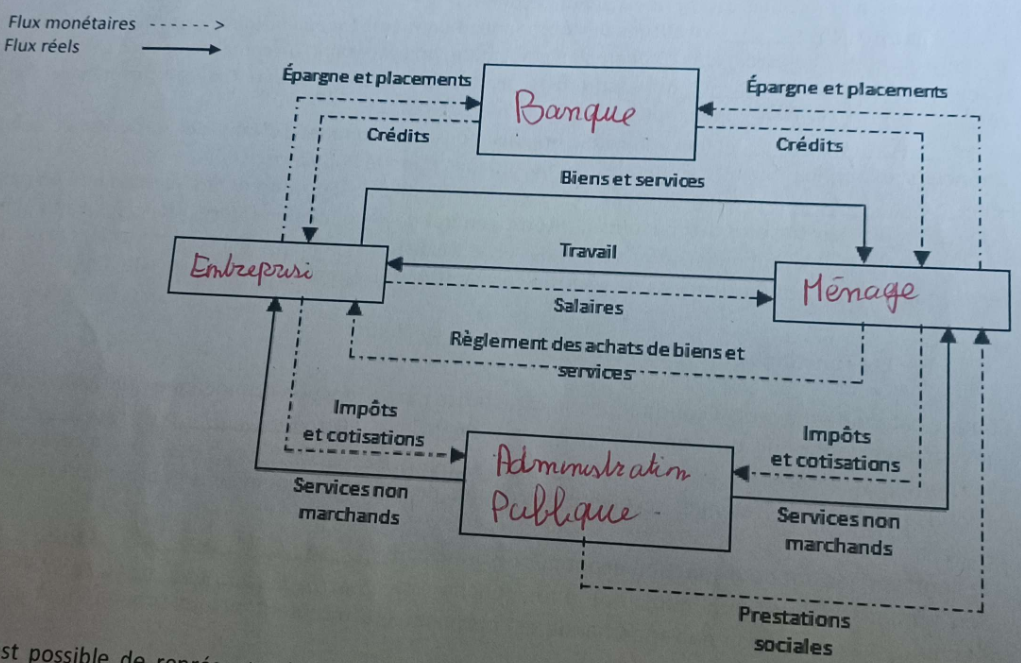 Flux monétaires
Flux réels
Épargne et placements
Banque
Épargne et placements
Crédits
Crédits
Biens et services
Entreprisi
Travail
Ménage
Salaires
Règlement des achats de biens et
services
Impôts
et cotisations
Administration
Publique
Impôts
et cotisations
Services non
marchands
Services non
marchands
Prestations
sociales
st possible de